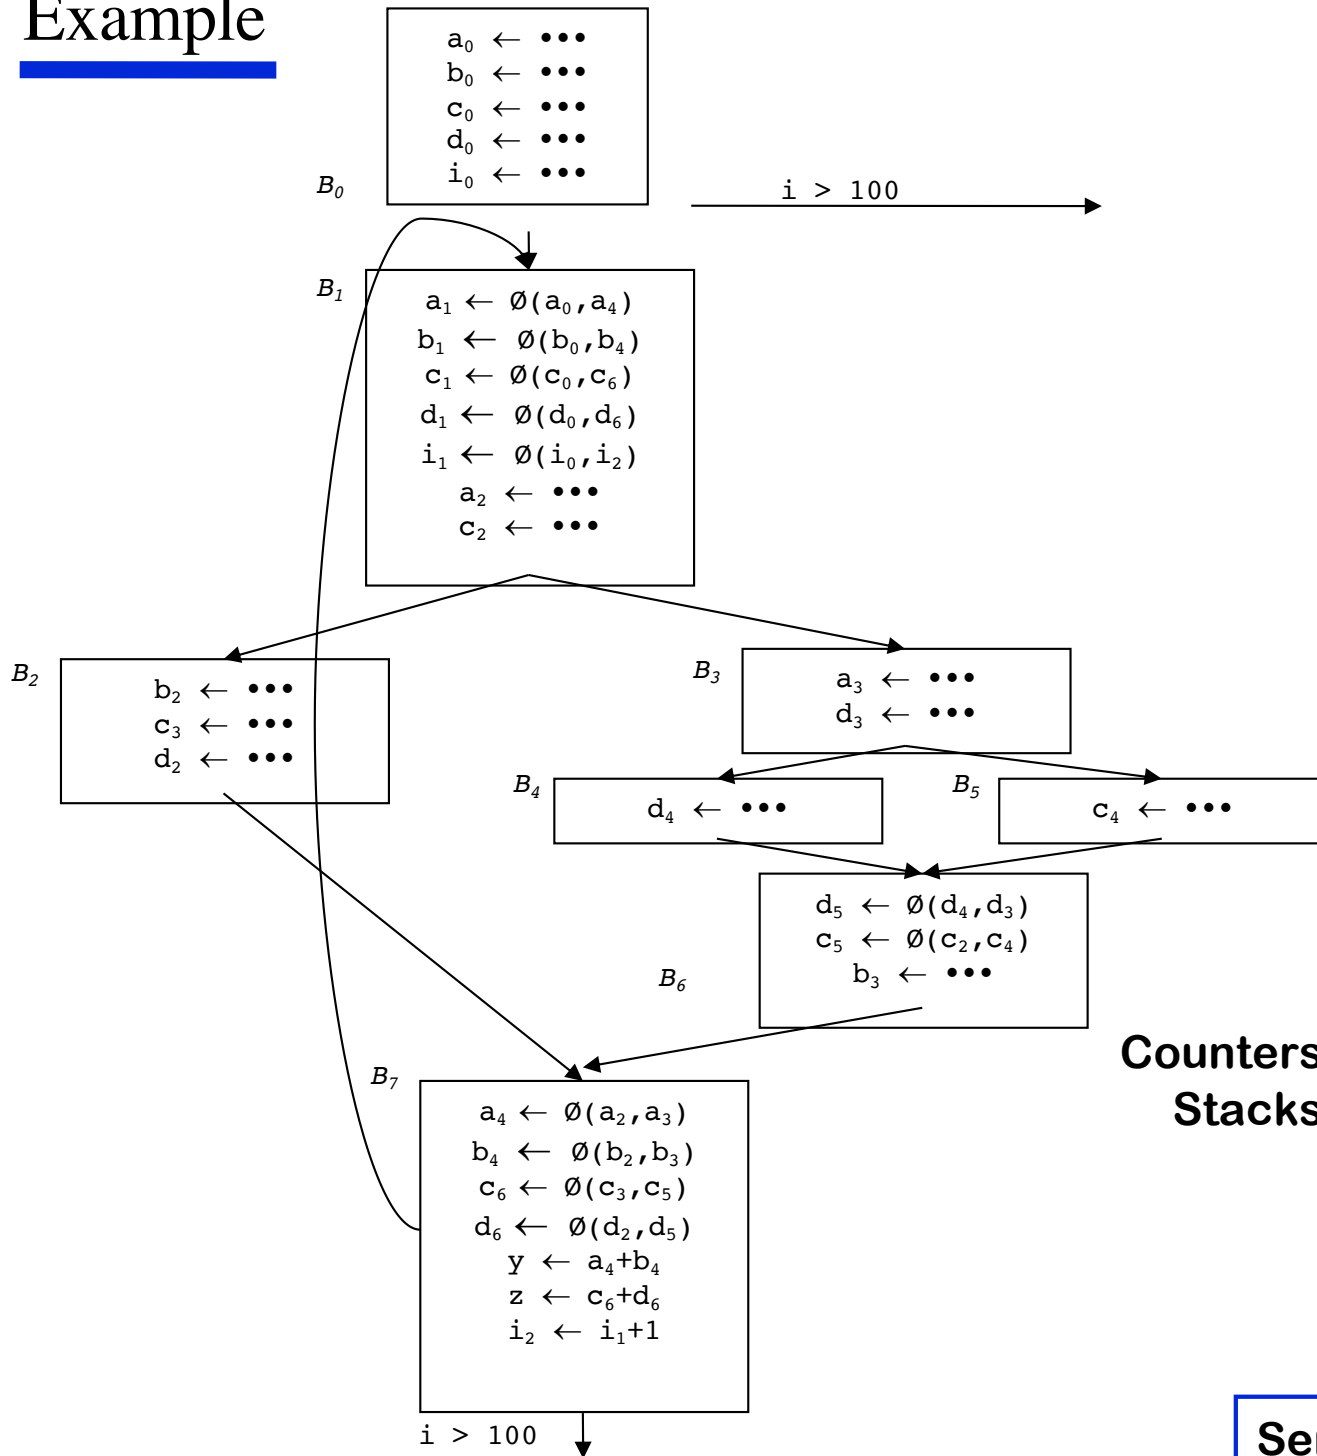 Example
a₀ ← •••
b₀ ← •••
c₀ ← •••
d₀ ← •••
i₀ ← •••
B₀
i > 100
B₁
a₁ ← Ø(a₀,a₄)
b₁ ← Ø(b₀,b₄)
c₁ ← Ø(c₀,c₆)
d₁ ← Ø(d₀,d₆)
i₁ ← Ø(i₀,i₂)
a₂ ← •••
c₂ ← •••
B₂
b₂ ← •••
c₃ ← •••
d₂ ← •••
B₃
a₃ ← •••
d₃ ← •••
B₄
d₄ ← •••
B₅
c₄ ← •••
d₅ ← Ø(d₄,d₃)
c₅ ← Ø(c₂,c₄)
b₃ ← •••
B₆
Counters
Stacks
B₇
a₄ ← Ø(a₂,a₃)
b₄ ← Ø(b₂,b₃)
c₆ ← Ø(c₃,c₅)
d₆ ← Ø(d₂,d₅)
y ← a₄+b₄
z ← c₆+d₆
i₂ ← i₁+1
i > 100